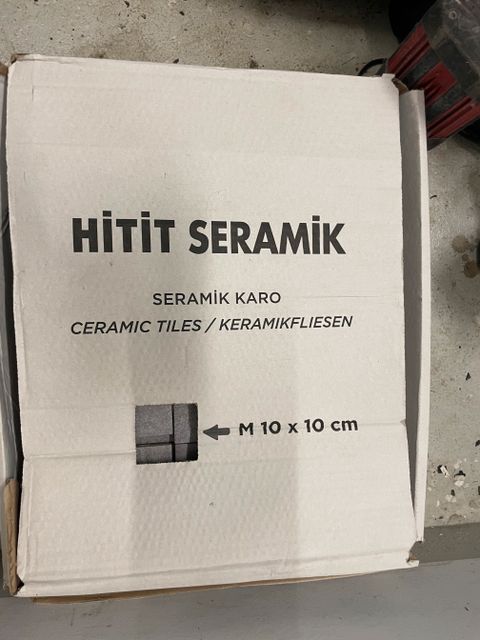 HİTİT SERAMİK
SERAMİK KARO
CERAMIC TILES / KERAMIKFLIESEN
M 10 x 10 cm